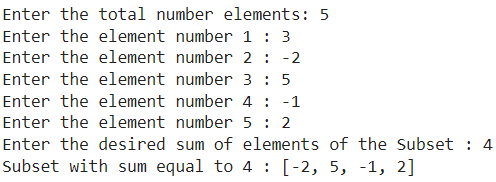 Enter the total number elements: 5
Enter the element number 1 : 3
Enter the element number 2 : -2
Enter the element number 3 : 5
Enter the element number 4 : -1
Enter the element number 5 : 2
Enter the desired sum of elements of the Subset : 4
Subset with sum equal to 4 : [-2, 5, -1, 2]